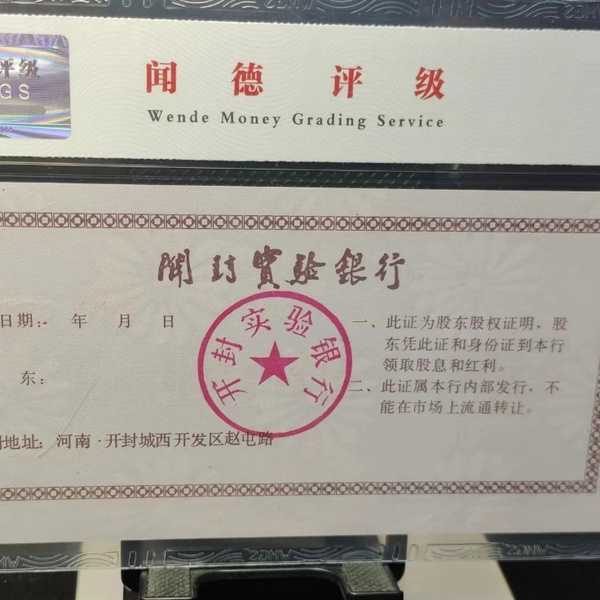 评级
GS
闻德评级
Wende Money Grading Service
開封實验銀行
日期: 年 月 日
东:
地址: 河南·开封城西开发区赵屯路
开封实验银行
一、此证为股东股权证明，股
东凭此证和身份证到本行
领取股息和红利。
二、此证属本行内部发行，不
能在市场上流通转让。
WMGS
WMGS
WMGS